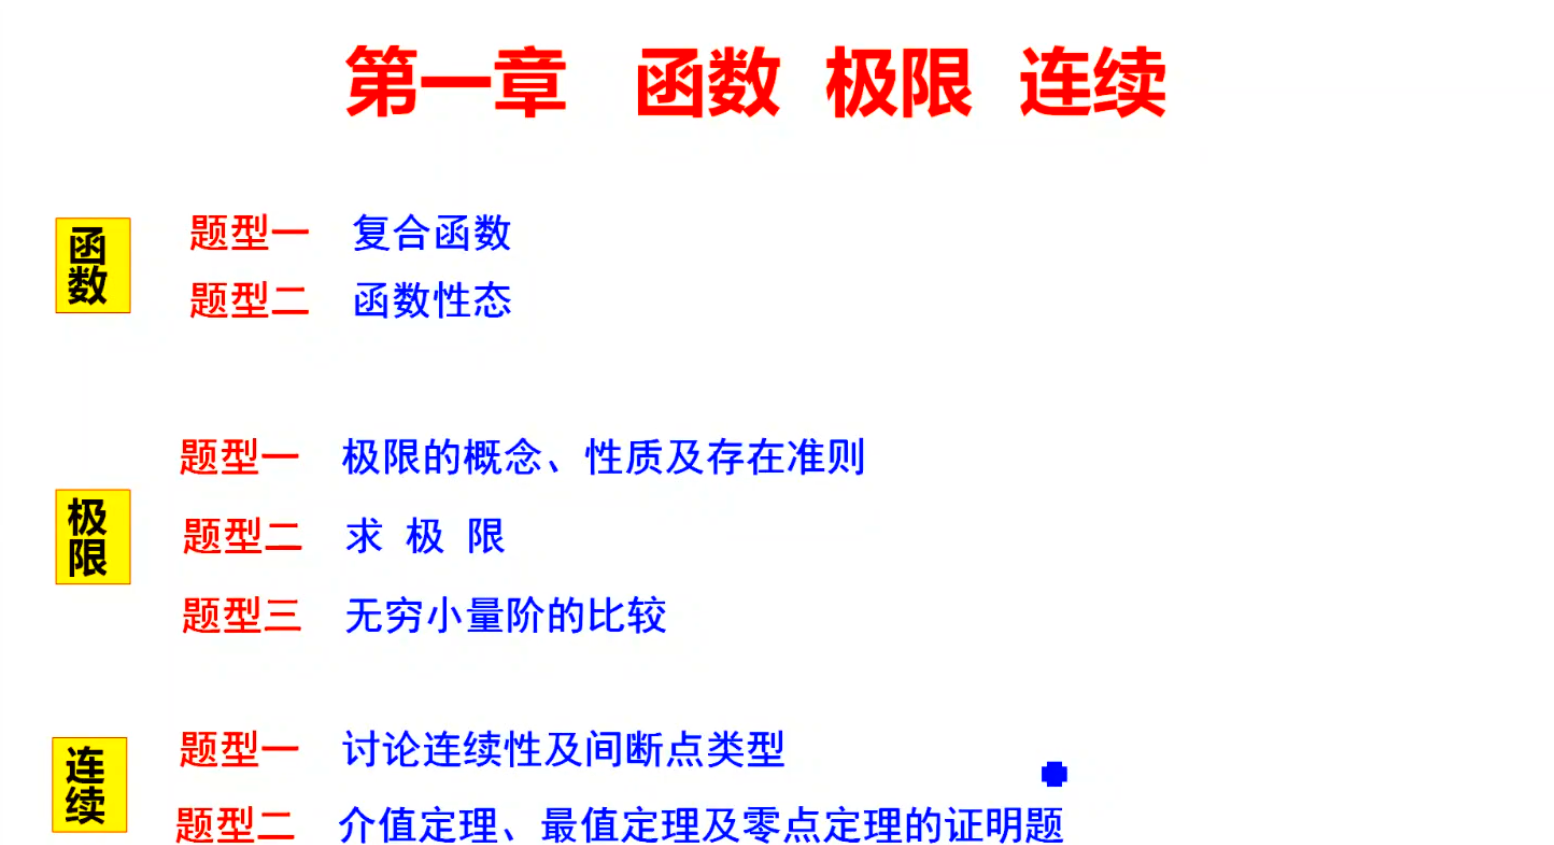 第一章 函数 极限 连续
函数
题型一 复合函数
题型二 函数性态
极限
题型一 极限的概念、性质及存在准则
题型二 求 极 限
题型三 无穷小量阶的比较
连续
题型一 讨论连续性及间断点类型
题型二 介值定理、最值定理及零点定理的证明题